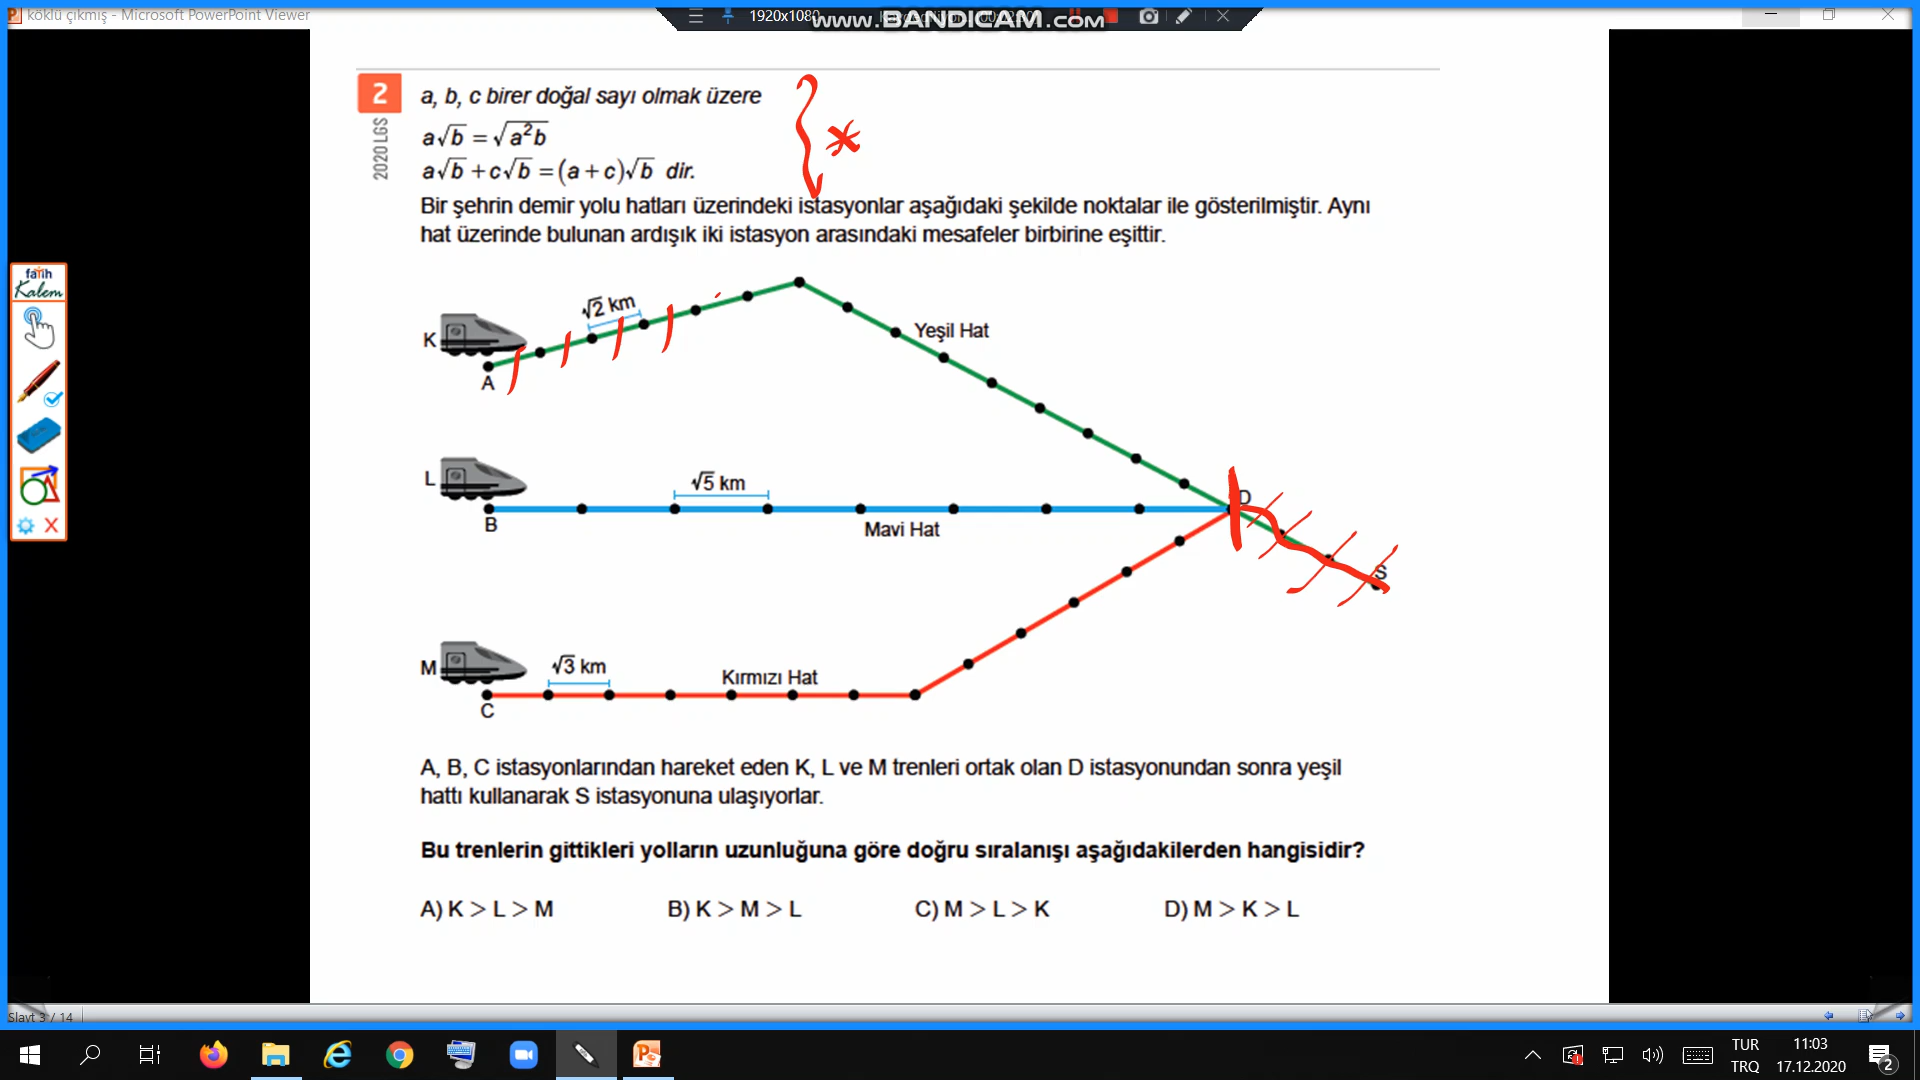 köklü çıkmış - Microsoft PowerPoint Viewer
1920x1080
www.BANDICAM.com
2
2020 LGS
a, b, c birer doğal sayı olmak üzere
a√b = √a²b
a√b + c√b = (a + c)√b dir.
Bir şehrin demir yolu hatları üzerindeki istasyonlar aşağıdaki şekilde noktalar ile gösterilmiştir. Aynı
hat üzerinde bulunan ardışık iki istasyon arasındaki mesafeler birbirine eşittir.
fatih
Kalem
√2 km
K
A
Yeşil Hat
L
√5 km
B
Mavi Hat
D
S
M
√3 km
Kırmızı Hat
C
A, B, C istasyonlarından hareket eden K, L ve M trenleri ortak olan D istasyonundan sonra yeşil
hattı kullanarak S istasyonuna ulaşıyorlar.
Bu trenlerin gittikleri yolların uzunluğuna göre doğru sıralanışı aşağıdakilerden hangisidir?
A) K > L > M B) K > M > L C) M > L > K D) M > K > L
Slayt 3 / 14
TUR
TRQ
11:03
17.12.2020
2